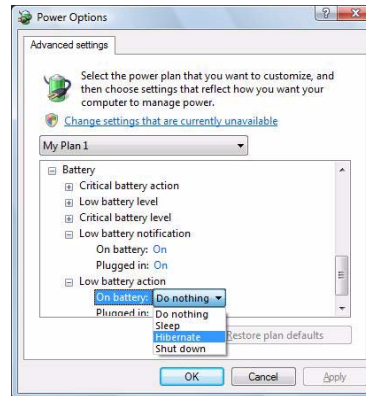 Power Options
Advanced settings
Select the power plan that you want to customize, and
then choose settings that reflect how you want your
computer to manage power.
Change settings that are currently unavailable
My Plan 1
Battery
Critical battery action
Low battery level
Critical battery level
Low battery notification
On battery: On
Plugged in: On
Low battery action
On battery: Do nothing
Plugged in: Do nothing
Sleep
Hibernate
Shut down
Restore plan defaults
OK Cancel Apply